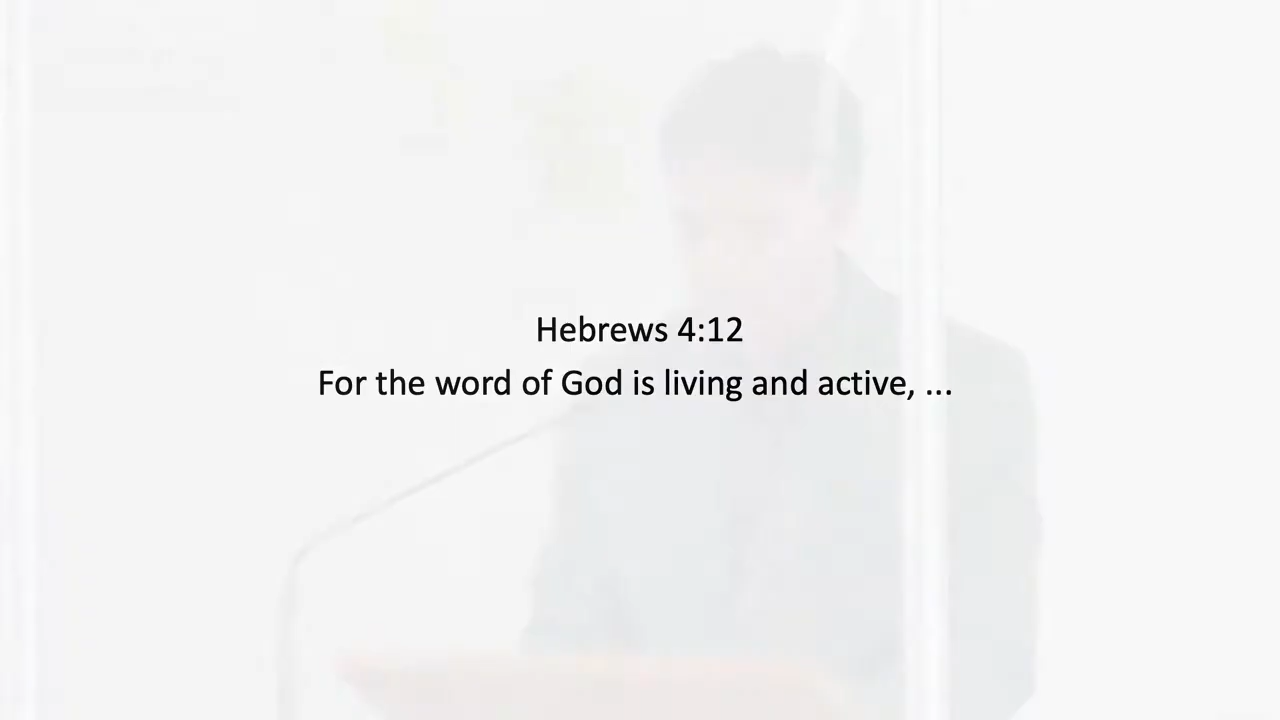 Hebrews 4:12
For the word of God is living and active, ...